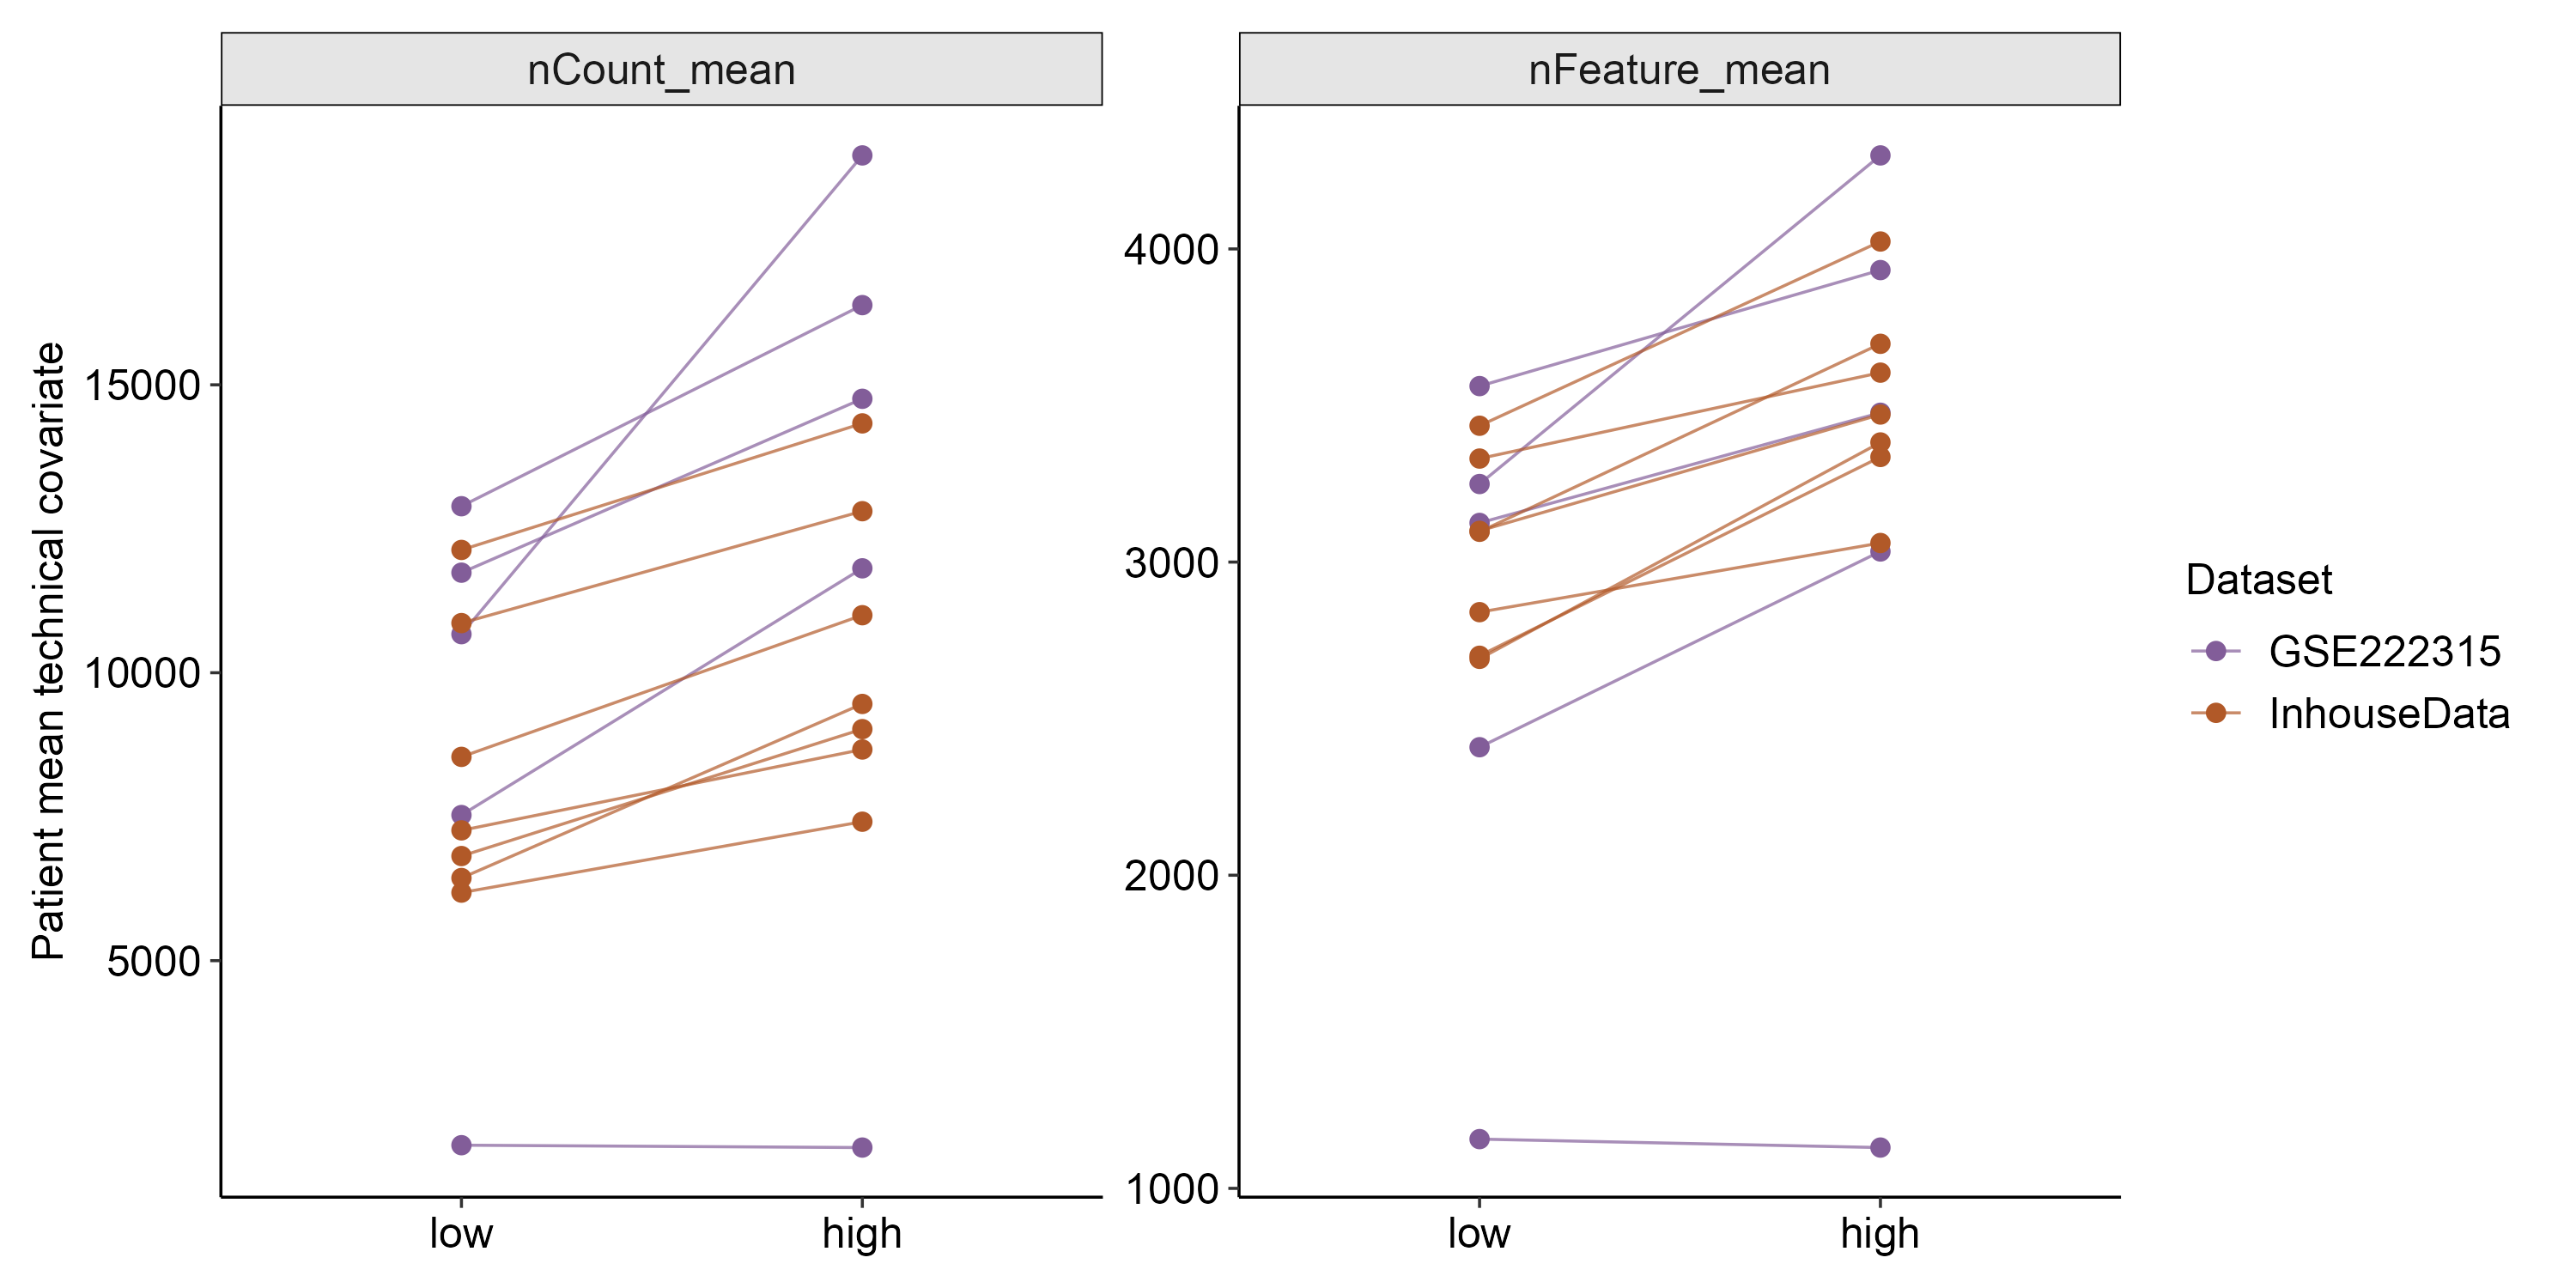 nCount_mean
nFeature_mean
Patient mean technical covariate
15000
10000
5000
4000
3000
2000
1000
low
high
low
high
Dataset
GSE222315
InhouseData